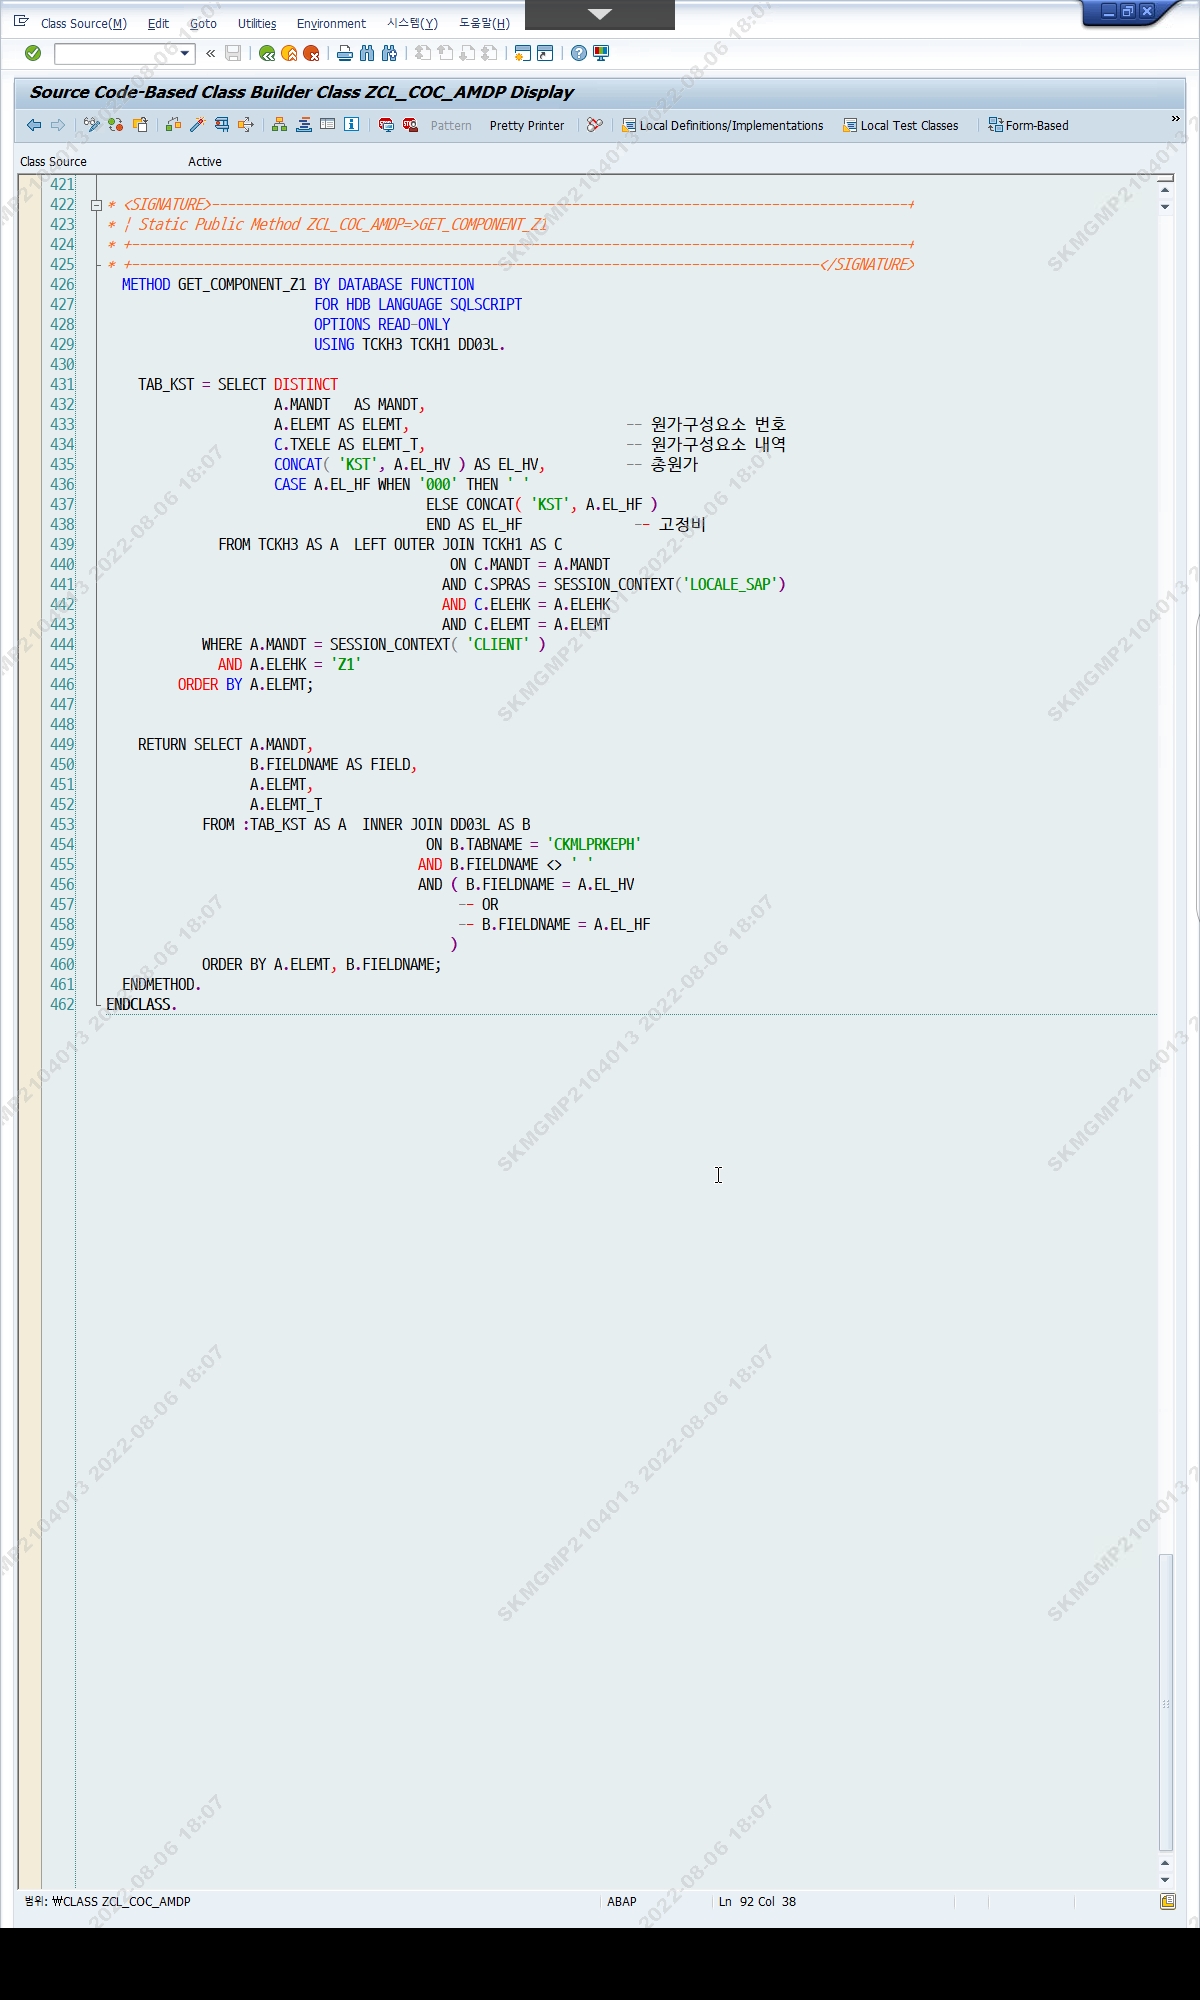 Class Source(M) Edit Goto Utilities Environment 시스템(Y) 도움말(H)
Source Code-Based Class Builder Class ZCL_COC_AMDP Display
Pattern Pretty Printer Local Definitions/Implementations Local Test Classes Form-Based
Class Source Active
421
422 * <SIGNATURE>---------------------------------------------------------------------------------------+
423 * | Static Public Method ZCL_COC_AMDP=>GET_COMPONENT_Z1
424 * +-------------------------------------------------------------------------------------------------+
425 * +--------------------------------------------------------------------------------------</SIGNATURE>
426 METHOD GET_COMPONENT_Z1 BY DATABASE FUNCTION
427 FOR HDB LANGUAGE SQLSCRIPT
428 OPTIONS READ-ONLY
429 USING TCKH3 TCKH1 DD03L.
430
431 TAB_KST = SELECT DISTINCT
432 A.MANDT AS MANDT,
433 A.ELEMT AS ELEMT, -- 원가구성요소 번호
434 C.TXELE AS ELEMT_T, -- 원가구성요소 내역
435 CONCAT( 'KST', A.EL_HV ) AS EL_HV, -- 총원가
436 CASE A.EL_HF WHEN '000' THEN ' '
437 ELSE CONCAT( 'KST', A.EL_HF )
438 END AS EL_HF -- 고정비
439 FROM TCKH3 AS A LEFT OUTER JOIN TCKH1 AS C
440 ON C.MANDT = A.MANDT
441 AND C.SPRAS = SESSION_CONTEXT('LOCALE_SAP')
442 AND C.ELEHK = A.ELEHK
443 AND C.ELEMT = A.ELEMT
444 WHERE A.MANDT = SESSION_CONTEXT( 'CLIENT' )
445 AND A.ELEHK = 'Z1'
446 ORDER BY A.ELEMT;
447
448
449 RETURN SELECT A.MANDT,
450 B.FIELDNAME AS FIELD,
451 A.ELEMT,
452 A.ELEMT_T
453 FROM :TAB_KST AS A INNER JOIN DD03L AS B
454 ON B.TABNAME = 'CKMLPRKEPH'
455 AND B.FIELDNAME <> ' '
456 AND ( B.FIELDNAME = A.EL_HV
457 -- OR
458 -- B.FIELDNAME = A.EL_HF
459 )
460 ORDER BY A.ELEMT, B.FIELDNAME;
461 ENDMETHOD.
462 ENDCLASS.
SKMGMP2104013 2022-08-06 18:07
범위: ₩CLASS ZCL_COC_AMDP ABAP Ln 92 Col 38